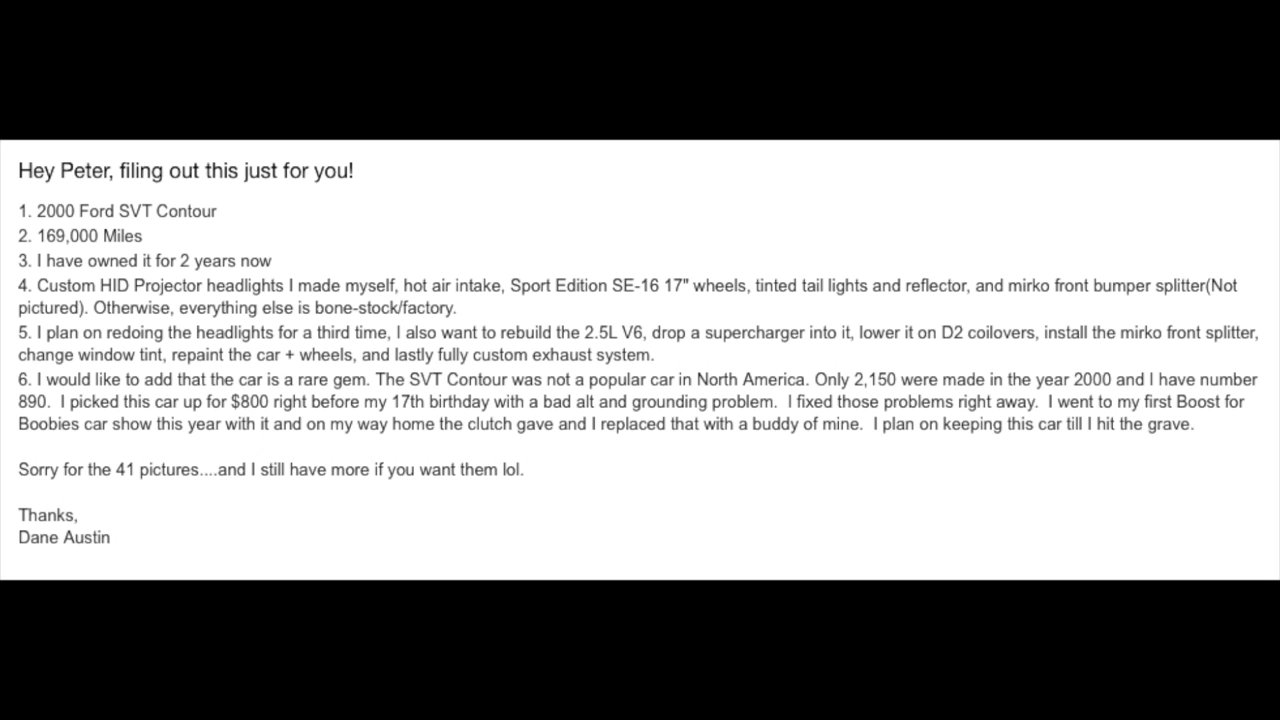 Hey Peter, filing out this just for you!
1. 2000 Ford SVT Contour
2. 169,000 Miles
3. I have owned it for 2 years now
4. Custom HID Projector headlights I made myself, hot air intake, Sport Edition SE-16 17" wheels, tinted tail lights and reflector, and mirko front bumper splitter(Not
pictured). Otherwise, everything else is bone-stock/factory.
5. I plan on redoing the headlights for a third time, I also want to rebuild the 2.5L V6, drop a supercharger into it, lower it on D2 coilovers, install the mirko front splitter,
change window tint, repaint the car + wheels, and lastly fully custom exhaust system.
6. I would like to add that the car is a rare gem. The SVT Contour was not a popular car in North America. Only 2,150 were made in the year 2000 and I have number
890.  I picked this car up for $800 right before my 17th birthday with a bad alt and grounding problem.  I fixed those problems right away.  I went to my first Boost for
Boobies car show this year with it and on my way home the clutch gave and I replaced that with a buddy of mine.  I plan on keeping this car till I hit the grave.
Sorry for the 41 pictures....and I still have more if you want them lol.
Thanks,
Dane Austin